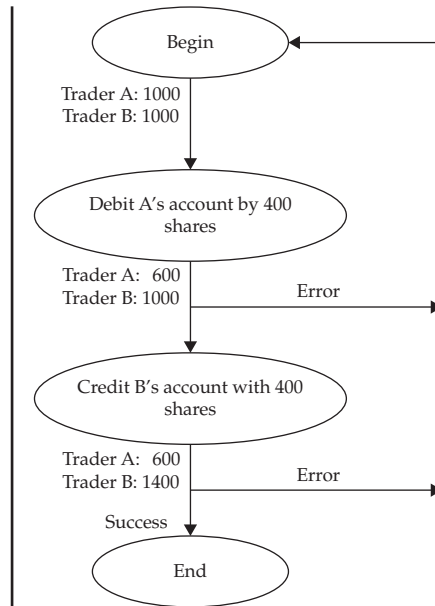 Begin
Trader A: 1000
Trader B: 1000
Debit A's account by 400
shares
Trader A: 600
Trader B: 1000
Error
Credit B's account with 400
shares
Trader A: 600
Trader B: 1400
Error
Success
End